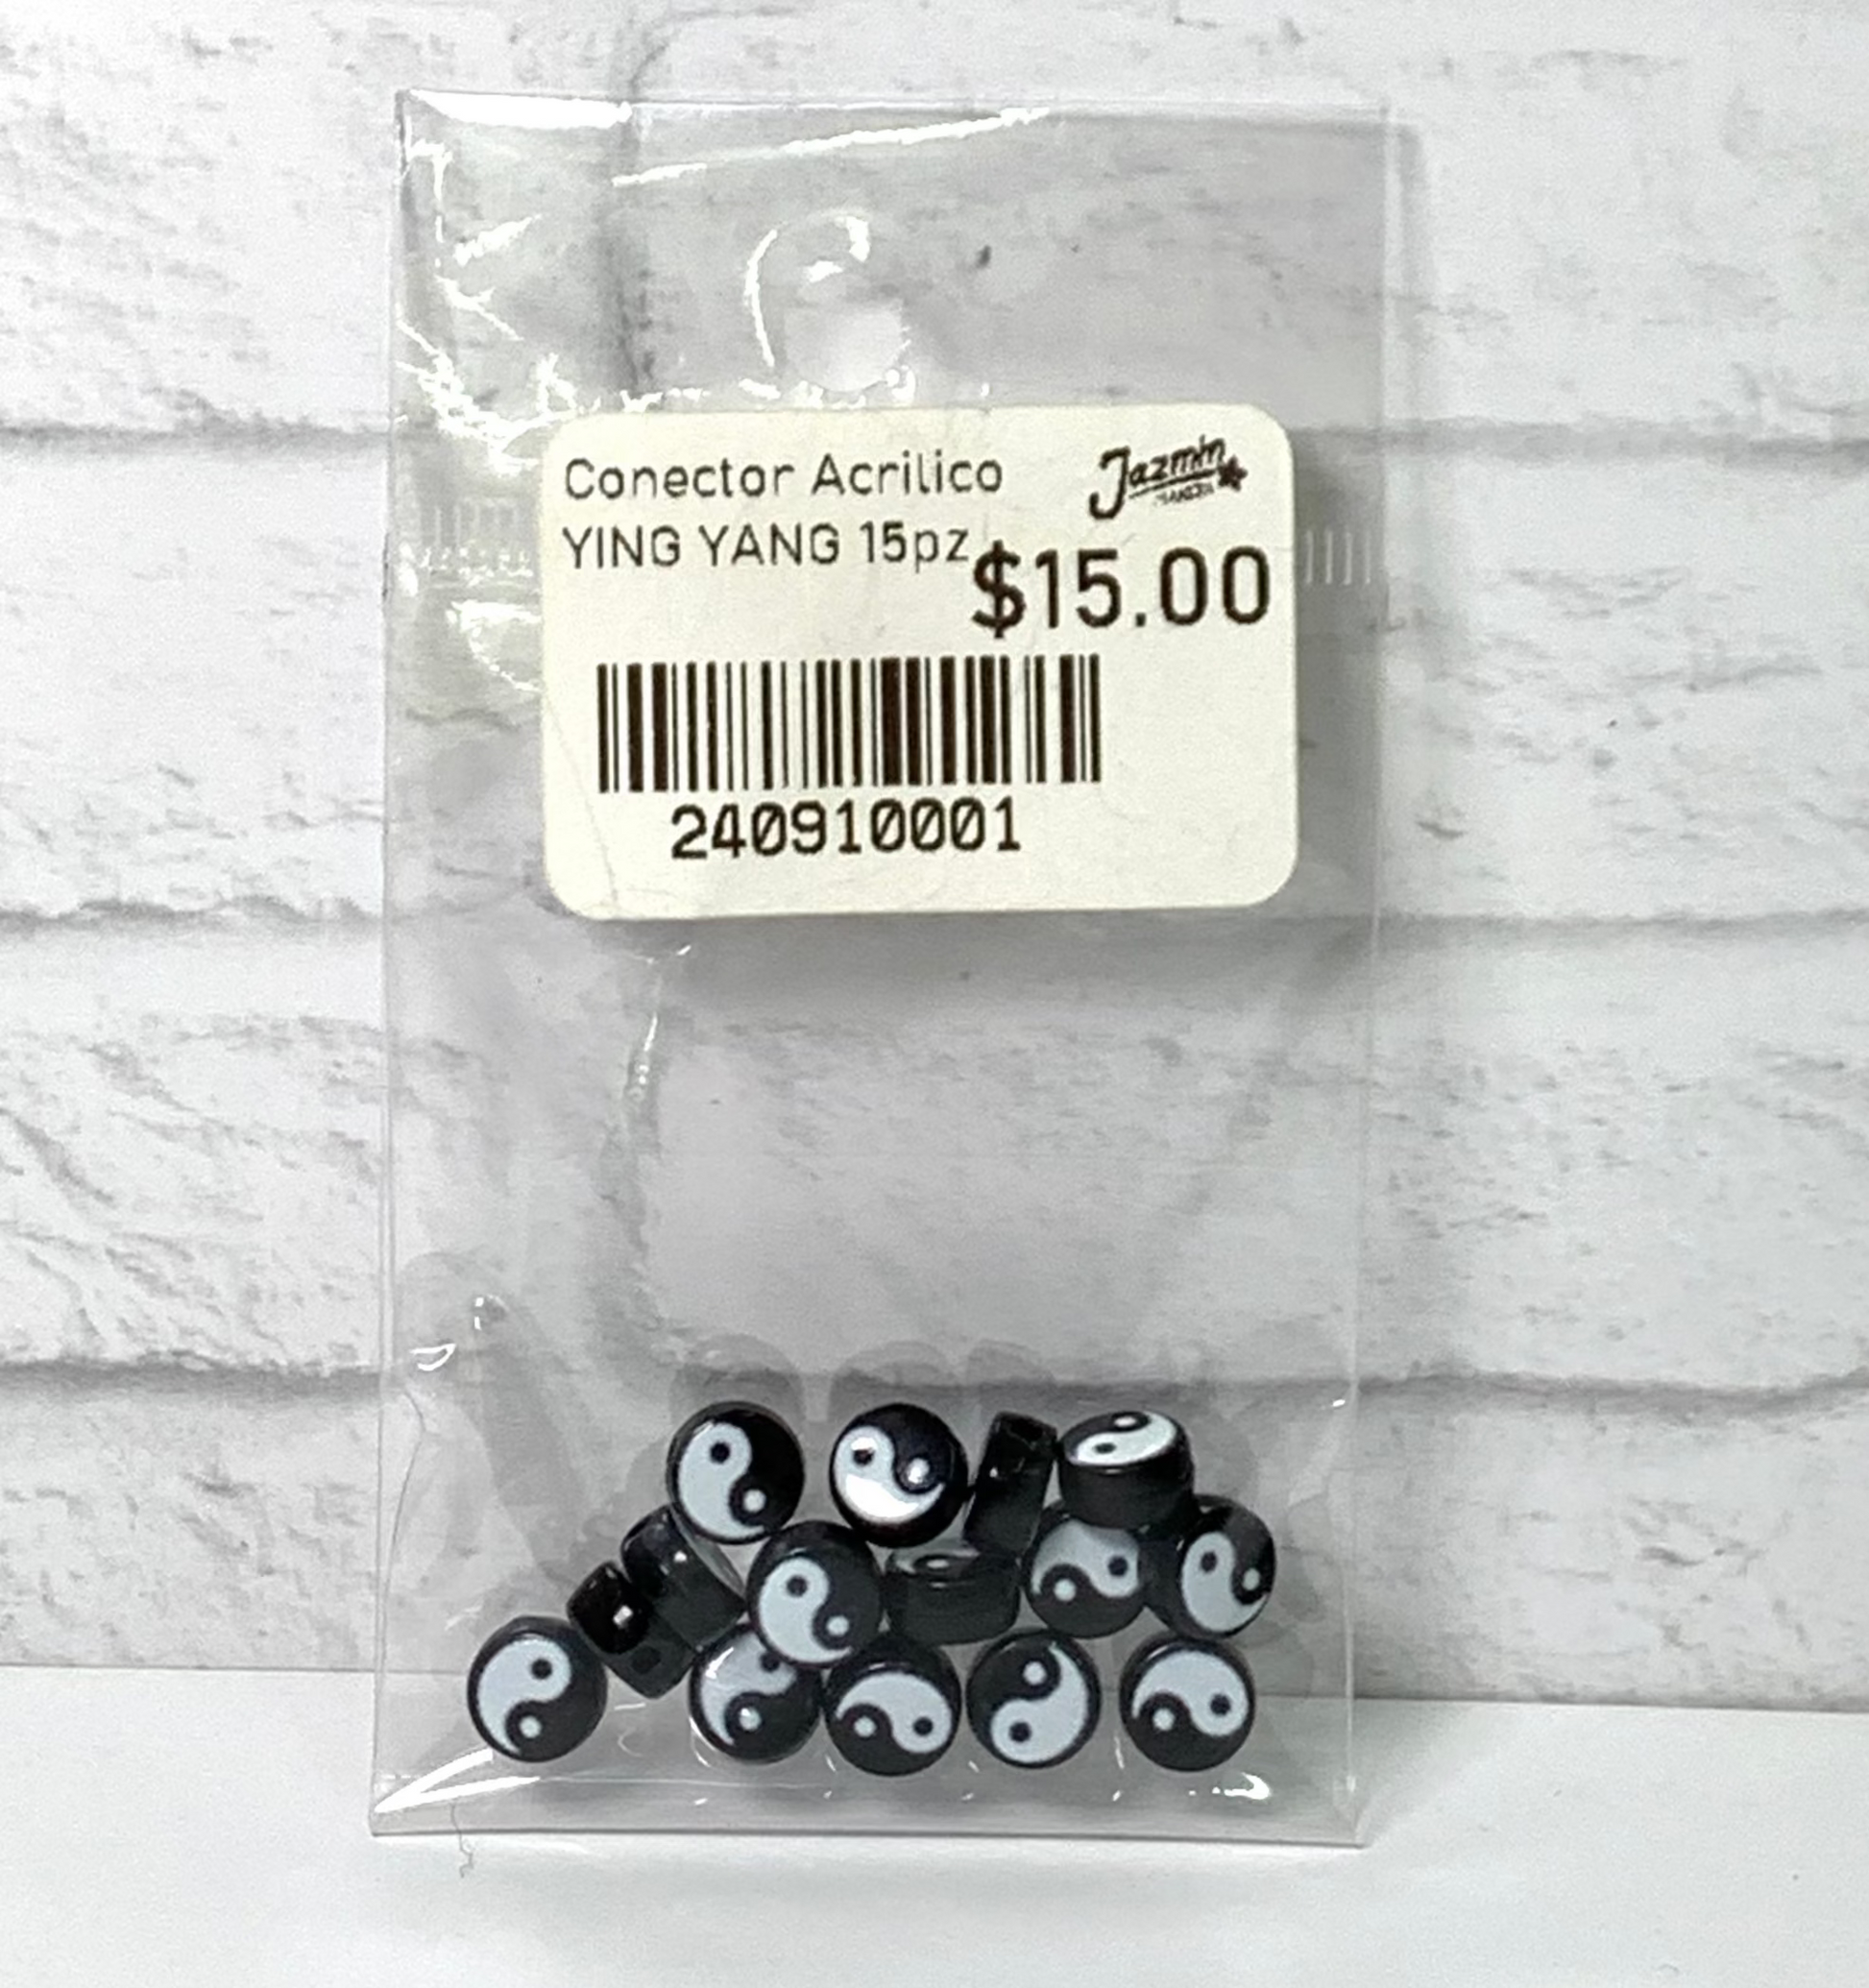 Conector Acrilico
Jazmin
YING YANG 15pz
$15.00
240910001